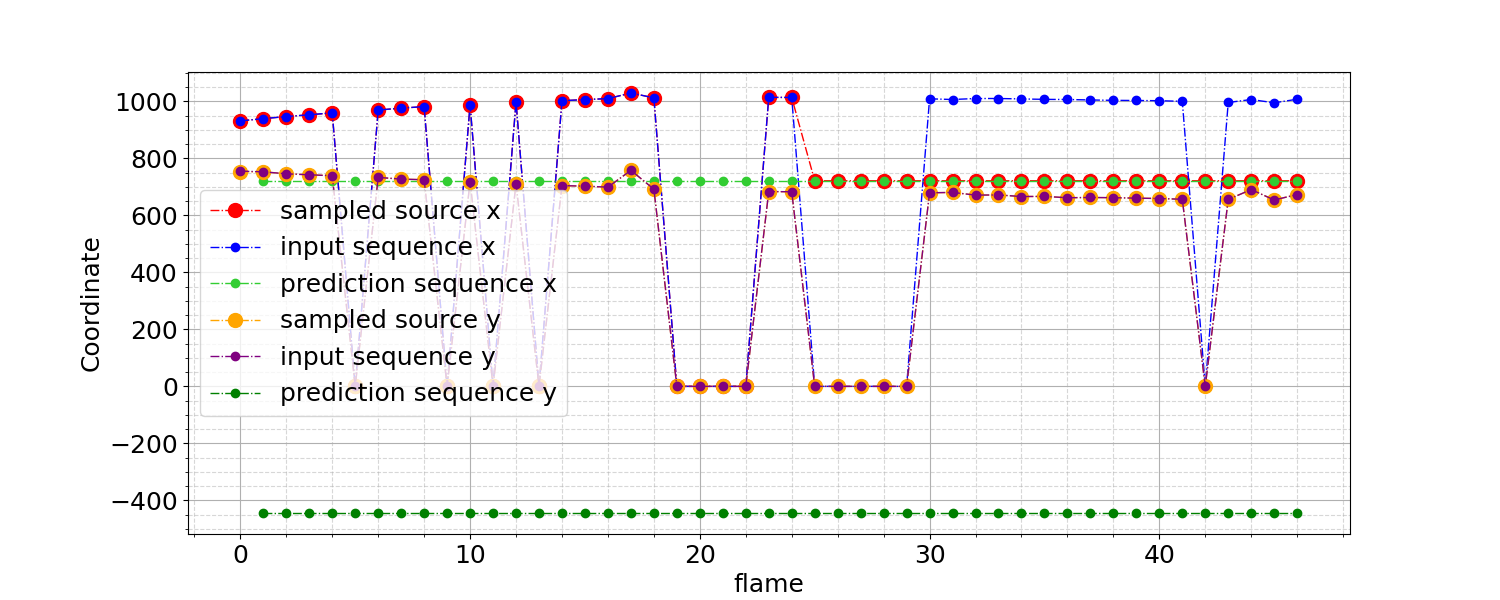 1000
800
600
400
200
0
−200
−400
Coordinate
sampled source x
input sequence x
prediction sequence x
sampled source y
input sequence y
prediction sequence y
0 10 20 30 40
flame